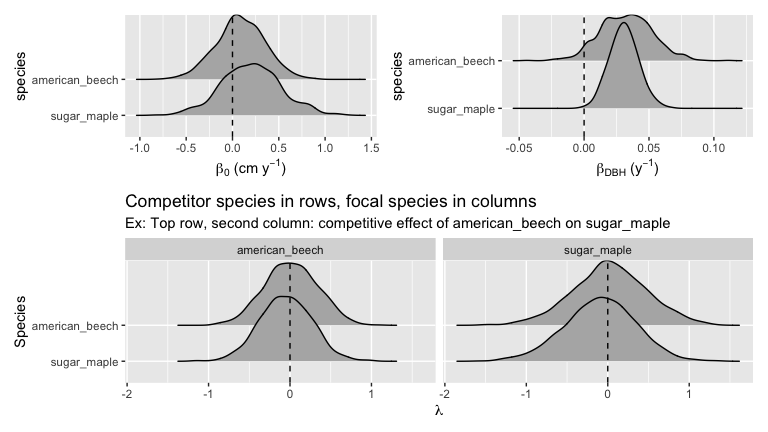 species
american_beech
sugar_maple
-1.0 -0.5 0.0 0.5 1.0 1.5
β0 (cm y−1)
species
american_beech
sugar_maple
-0.05 0.00 0.05 0.10
βDBH (y−1)
Competitor species in rows, focal species in columns
Ex: Top row, second column: competitive effect of american_beech on sugar_maple
american_beech sugar_maple
Species
american_beech
sugar_maple
-2 -1 0 1 -2 -1 0 1
λ